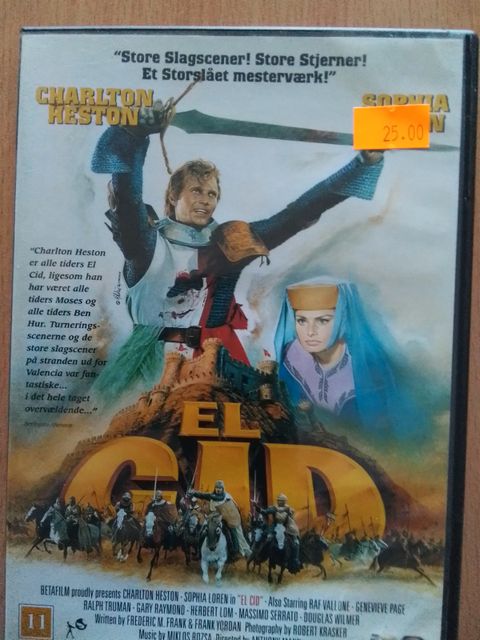 “Store Slagscener! Store Stjerner!
Et Storslået mesterværk!”
CHARLTON
HESTON
SOPHIA
25.00
“Charlton Heston
er alle tiders El
Cid, ligesom han
har været alle
tiders Moses og alle
tiders Ben
Hur. Turnerings-
scenerne og de
store slagscener
på stranden ud for
Valencia var fan-
tastiske...
i det hele taget
overvældende...”
EL
CID
BETAFILM proudly presents CHARLTON HESTON - SOPHIA LOREN in "EL CID" - Also Starring RAF VALLONE - GENEVIEVE PAGE
RALPH TRUMAN - GARY RAYMOND - HERBERT LOM - MASSIMO SERRATO - DOUGLAS WILMER
Written by FREDERIC M. FRANK & FRANK YORDAN Photography by ROBERT KRASKER
Music by MIKLOS ROZSA Directed by ANTHONY
11